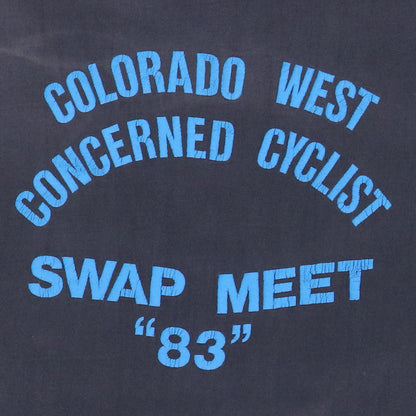 COLORADO WEST
CONCERNED CYCLIST
SWAP MEET
“83”